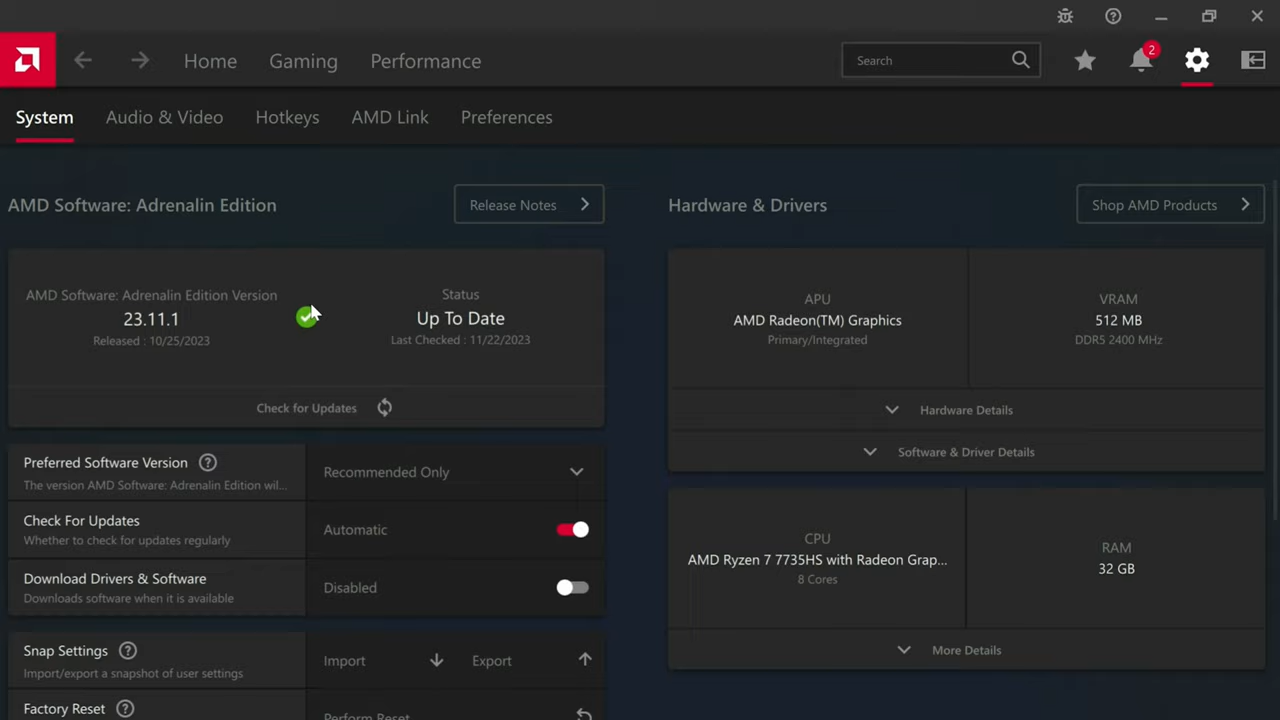 Home Gaming Performance Search 2
System Audio & Video Hotkeys AMD Link Preferences
AMD Software: Adrenalin Edition
Release Notes
AMD Software: Adrenalin Edition Version
23.11.1
Released : 10/25/2023
Status
Up To Date
Last Checked : 11/22/2023
Check for Updates
Preferred Software Version
The version AMD Software: Adrenalin Edition wil...
Recommended Only
Check For Updates
Whether to check for updates regularly
Automatic
Download Drivers & Software
Downloads software when it is available
Disabled
Snap Settings
Import/export a snapshot of user settings
Import Export
Factory Reset
Perform Reset
Hardware & Drivers
Shop AMD Products
APU
AMD Radeon(TM) Graphics
Primary/Integrated
VRAM
512 MB
DDR5 2400 MHz
Hardware Details
Software & Driver Details
CPU
AMD Ryzen 7 7735HS with Radeon Grap...
8 Cores
RAM
32 GB
More Details